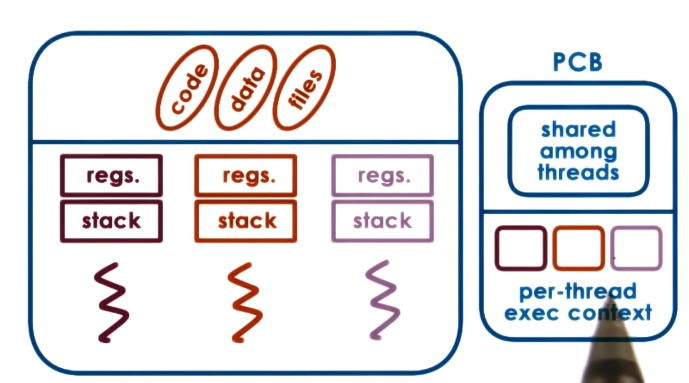 code
data
files
regs.
regs.
regs.
stack
stack
stack
PCB
shared
among
threads
per-thread
exec context